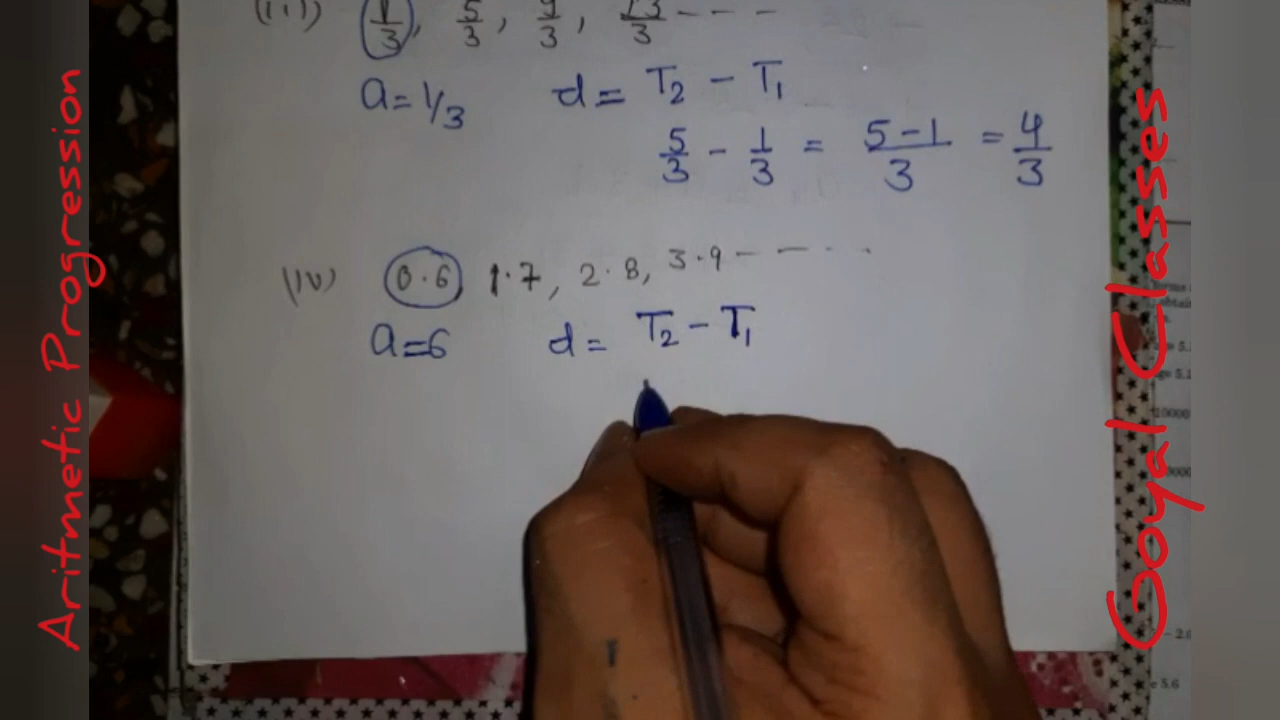 Aritmetic Progression
(iii) 1/3, 5/3, 9/3, 13/3 - - -
a = 1/3 d = T2 - T1
5/3 - 1/3 = 5-1/3 = 4/3
(iv) 0.6 1.7, 2.8, 3.9 - - . .
a=6 d = T2 - T1
Goyal Classes